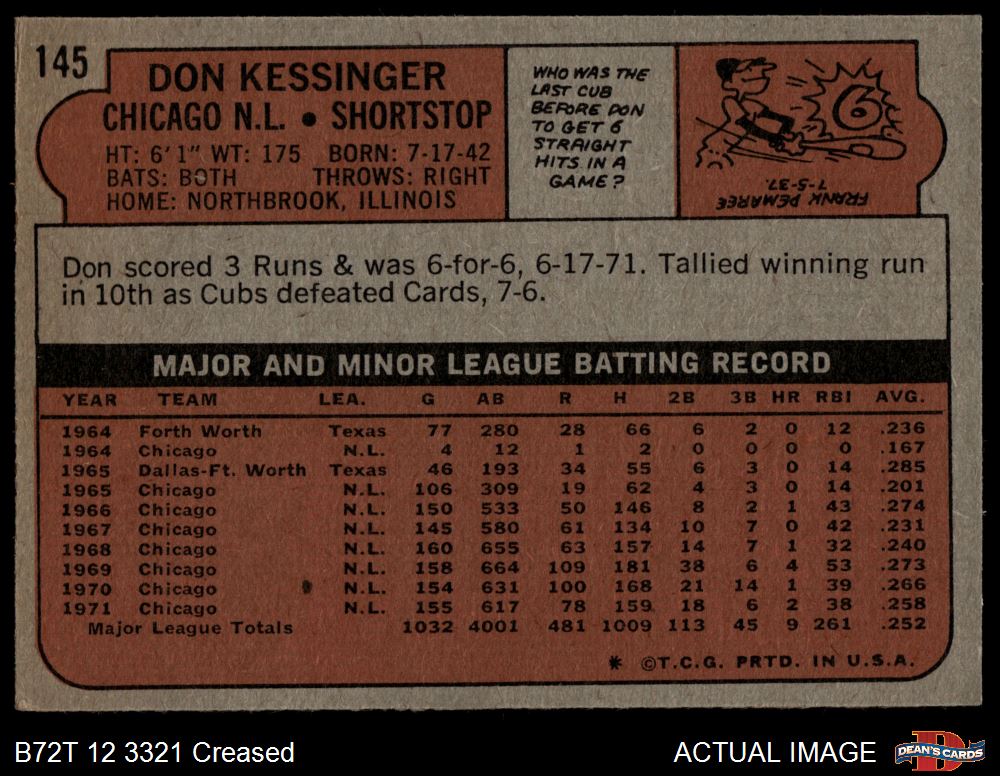 145
DON KESSINGER
CHICAGO N.L. • SHORTSTOP
HT: 6' 1" WT: 175 BORN: 7-17-42
BATS: BOTH THROWS: RIGHT
HOME: NORTHBROOK, ILLINOIS
WHO WAS THE
LAST CUB
BEFORE DON
TO GET 6
STRAIGHT
HITS IN A
GAME?
6
FRANK DEMAREE
7-5-37.
Don scored 3 Runs & was 6-for-6, 6-17-71. Tallied winning run
in 10th as Cubs defeated Cards, 7-6.
MAJOR AND MINOR LEAGUE BATTING RECORD
YEAR TEAM LEA. G AB R H 2B 3B HR RBI AVG.
1964 Forth Worth Texas 77 280 28 66 6 2 0 12 .236
1964 Chicago N.L. 4 12 1 2 0 0 0 0 .167
1965 Dallas-Ft. Worth Texas 46 193 34 55 6 3 0 14 .285
1965 Chicago N.L. 106 309 19 62 4 3 0 14 .201
1966 Chicago N.L. 150 533 50 146 8 2 1 43 .274
1967 Chicago N.L. 145 580 61 134 10 7 0 42 .231
1968 Chicago N.L. 160 655 63 157 14 7 1 32 .240
1969 Chicago N.L. 158 664 109 181 38 6 4 53 .273
1970 Chicago N.L. 154 631 100 168 21 14 1 39 .266
1971 Chicago N.L. 155 617 78 159 18 6 2 38 .258
Major League Totals 1032 4001 481 1009 113 45 9 261 .252
* ©T.C.G. PRTD. IN U.S.A.
B72T 12 3321 Creased
ACTUAL IMAGE
D
DEAN'S CARDS